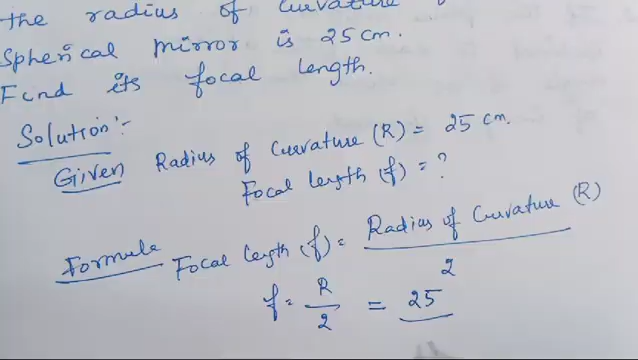 the radius of curvature
Spherical mirror is 25 cm.
Find its focal length.
Solution:-
Given Radius of Curvature (R) = 25 cm.
Focal length (f) = ?
Formula Focal length (f) = Radius of Curvature (R)
2
f = R/2 = 25